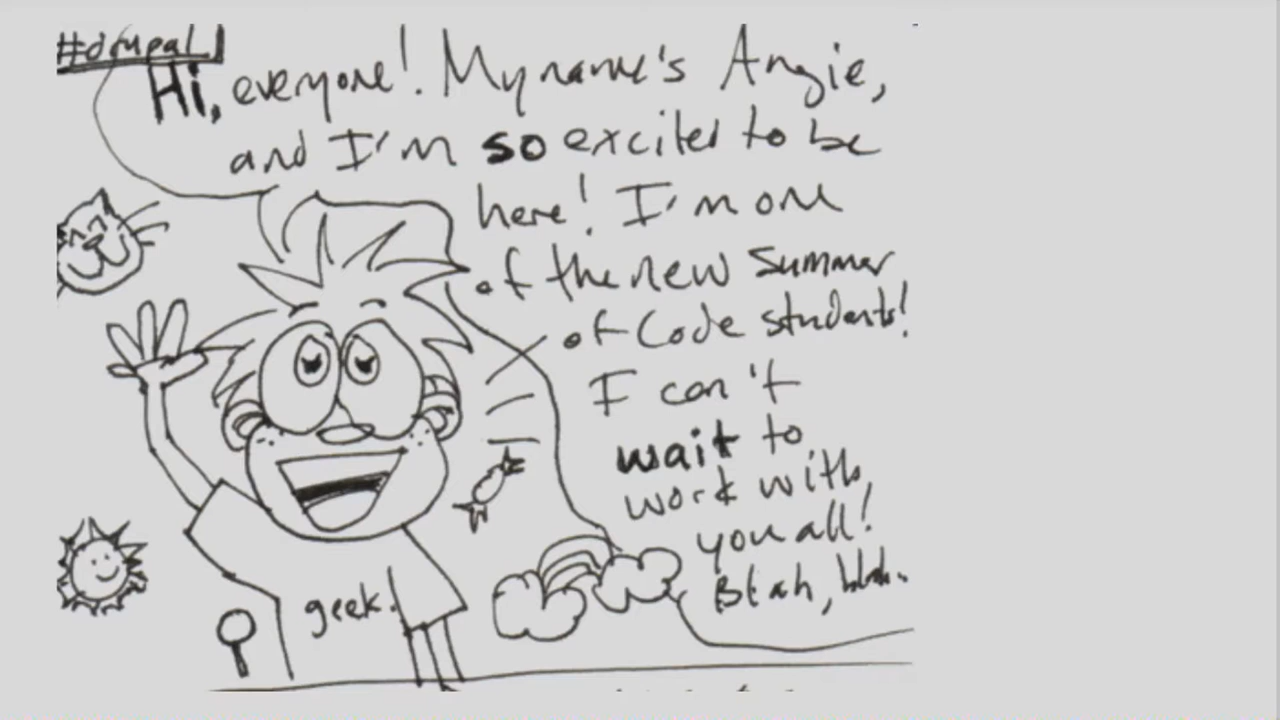 #drupal
Hi, everyone! My name's Angie,
and I'm so excited to be
here! I'm one
of the new Summer
of Code students!
I can't
wait to
work with
you all!
Blah, blah.
geek!